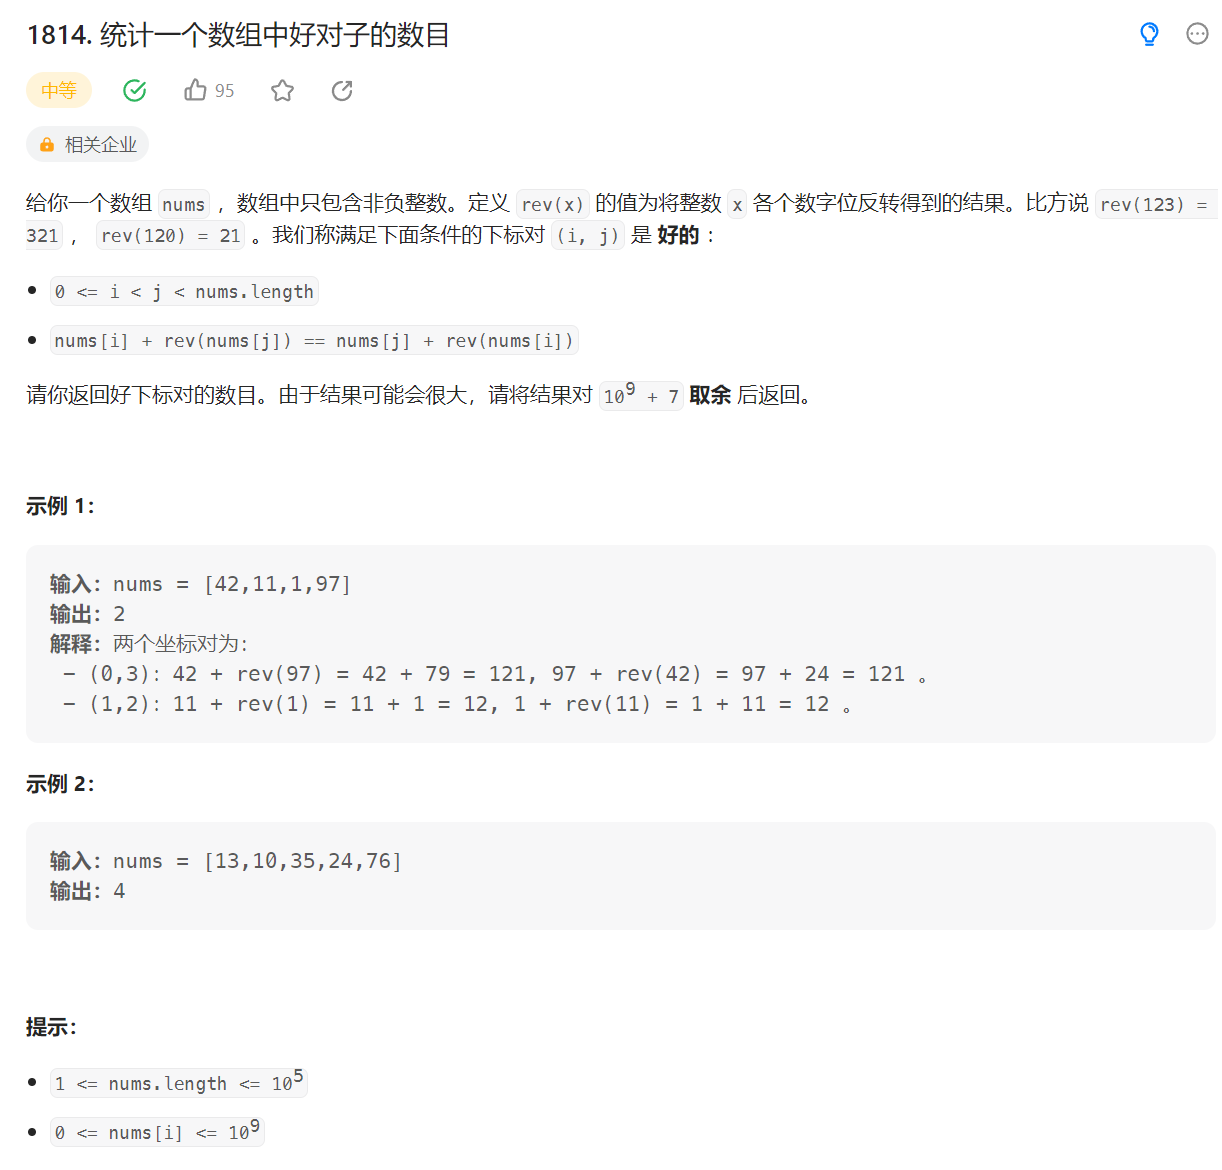 1814. 统计一个数组中好对子的数目
中等 95
相关企业
给你一个数组 nums ，数组中只包含非负整数。定义 rev(x) 的值为将整数 x 各个数字位反转得到的结果。比方说 rev(123) =
321 ， rev(120) = 21 。我们称满足下面条件的下标对 (i, j) 是 好的 ：
• 0 <= i < j < nums.length
• nums[i] + rev(nums[j]) == nums[j] + rev(nums[i])
请你返回好下标对的数目。由于结果可能会很大，请将结果对 10⁹ + 7 取余 后返回。
示例 1：
输入：nums = [42,11,1,97]
输出：2
解释：两个坐标对为：
- (0,3)：42 + rev(97) = 42 + 79 = 121, 97 + rev(42) = 97 + 24 = 121 。
- (1,2)：11 + rev(1) = 11 + 1 = 12, 1 + rev(11) = 1 + 11 = 12 。
示例 2：
输入：nums = [13,10,35,24,76]
输出：4
提示：
• 1 <= nums.length <= 10⁵
• 0 <= nums[i] <= 10⁹